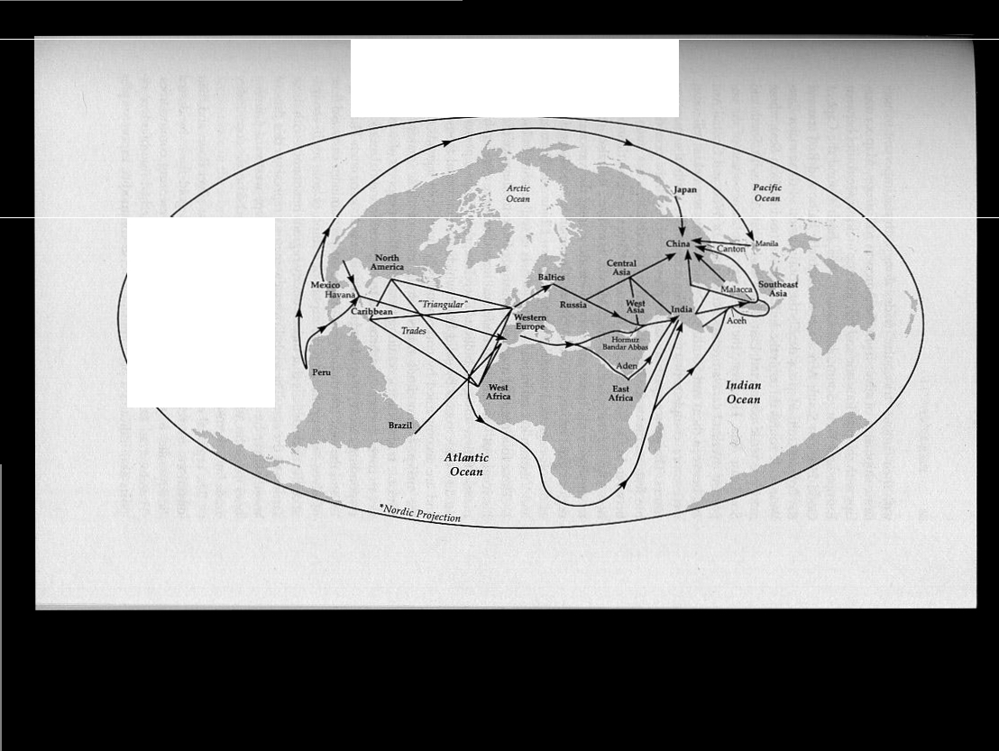 Arctic
Ocean
Japan
Pacific
Ocean
China
Canton
Manila
North
America
Central
Asia
Baltics
Mexico
Havana
Caribbean
"Triangular"
Trades
Russia
West
Asia
India
Malacca
Southeast
Asia
Aceh
Western
Europe
Hormuz
Bandar Abbas
Aden
Peru
West
Africa
East
Africa
Indian
Ocean
Brazil
Atlantic
Ocean
*Nordic Projection